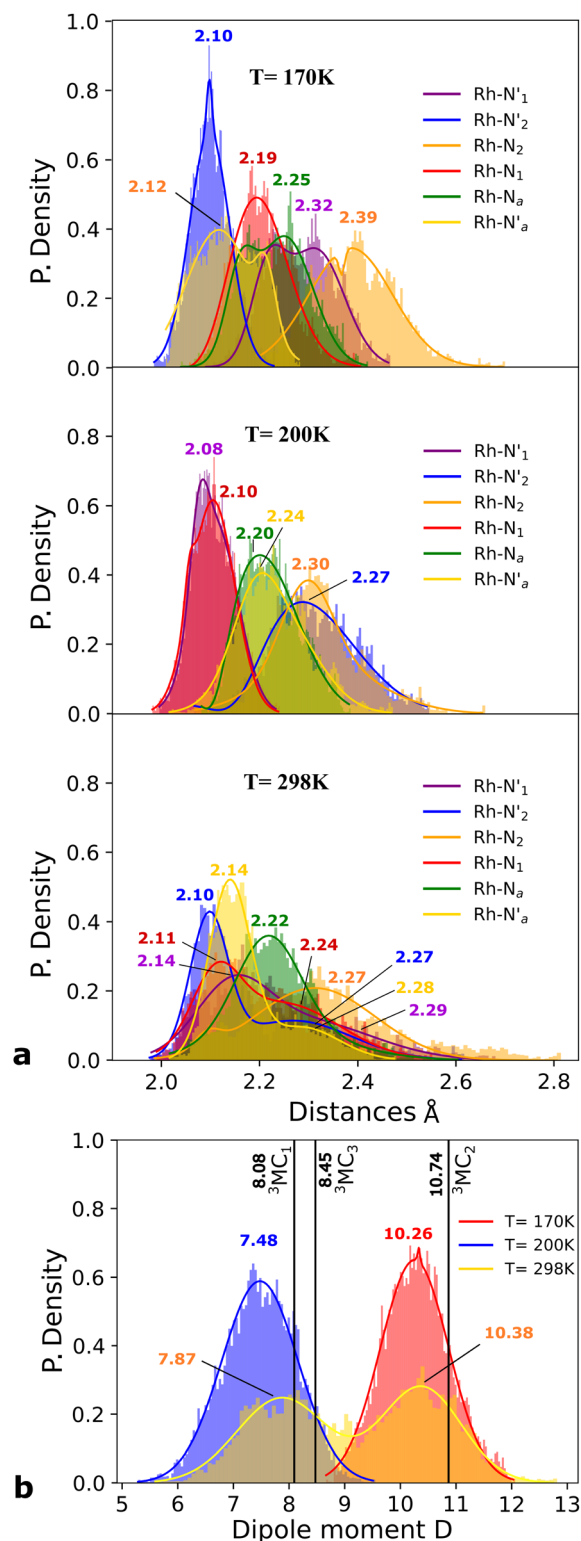 1.0
2.10
T= 170K
0.8
Rh-N'1
Rh-N'2
Rh-N2
Rh-N1
Rh-Na
Rh-N'a
0.6
2.19
2.12
2.25
2.32
2.39
0.4
0.2
0.0
P. Density
T= 200K
0.8
2.08
Rh-N'1
Rh-N'2
Rh-N2
Rh-N1
Rh-Na
Rh-N'a
2.10
0.6
2.24
2.20
2.30
2.27
0.4
0.2
0.0
P. Density
T= 298K
0.8
Rh-N'1
Rh-N'2
Rh-N2
Rh-N1
Rh-Na
Rh-N'a
0.6
2.14
2.10
2.22
0.4
2.11
2.24
2.27
2.14
2.27
2.28
2.29
0.2
0.0
P. Density
a
2.0 2.2 2.4 2.6 2.8
Distances Å
1.0
8.08
³MC1
8.45
³MC3
10.74
³MC2
0.8
T= 170K
T= 200K
T= 298K
7.48
10.26
0.6
0.4
7.87
10.38
0.2
0.0
P. Density
b
5 6 7 8 9 10 11 12 13
Dipole moment D